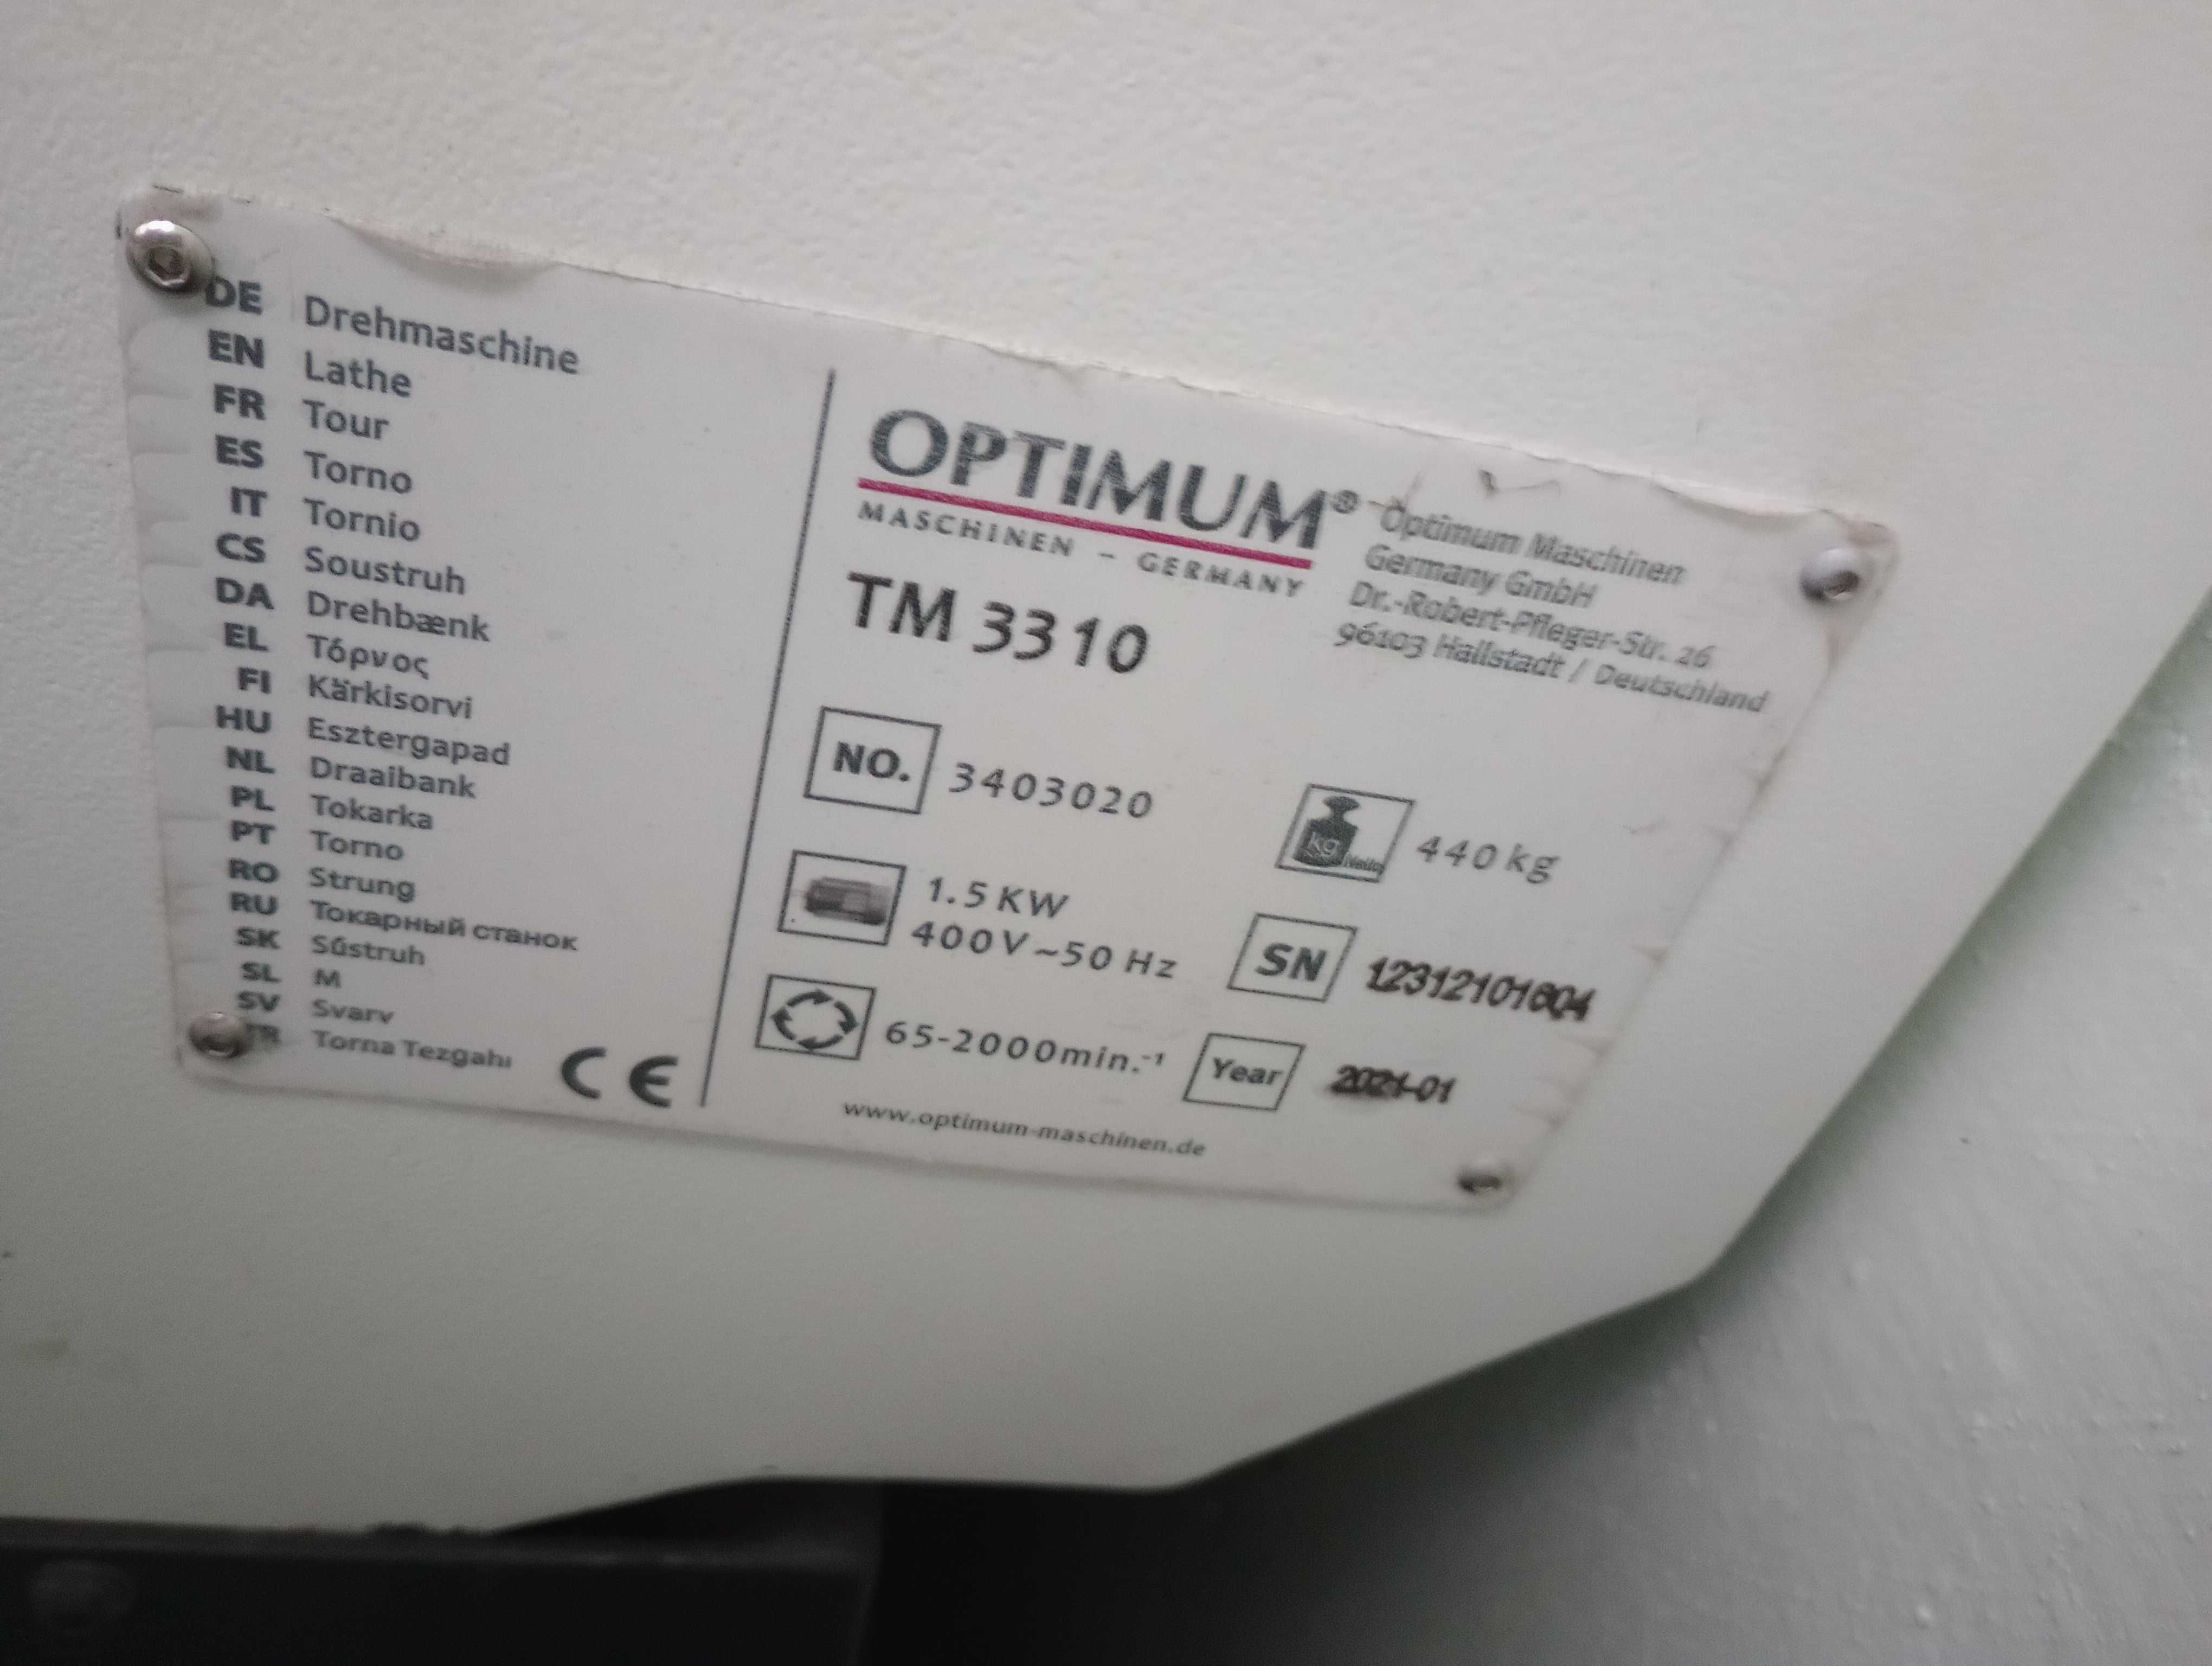 DE Drehmaschine
EN Lathe
FR Tour
ES Torno
IT Tornio
CS Soustruh
DA Drehbænk
EL Τόρνος
FI Kärkisorvi
HU Esztergapad
NL Draaibank
PL Tokarka
PT Torno
RO Strung
RU Токарный станок
SK Sústruh
SL M
SV Svarv
TR Torna Tezgahı
CE
OPTIMUM®
MASCHINEN - GERMANY
Optimum Maschinen
Germany GmbH
Dr.-Robert-Pfleger-Str. 26
96103 Hallstadt / Deutschland
TM 3310
NO. 3403020
kg Netto 440 kg
1.5 KW
400V ~50 Hz
SN 12312101604
65-2000min.⁻¹
Year 2021-01
www.optimum-maschinen.de